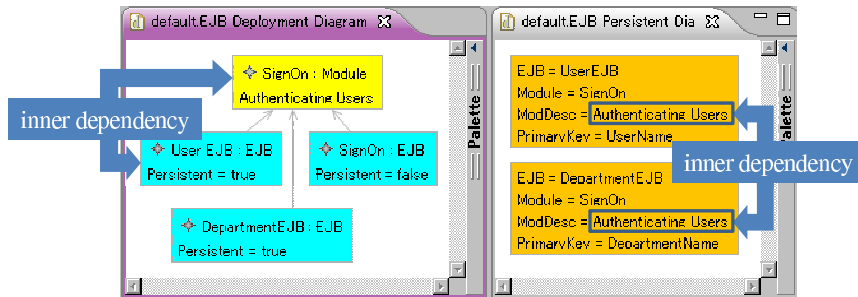 default.EJB Deployment Diagram
SignOn : Module
Authenticating Users
inner dependency
User EJB : EJB
Persistent = true
SignOn : EJB
Persistent = false
DepartmentEJB : EJB
Persistent = true
Palette
default.EJB Persistent Dia
EJB = UserEJB
Module = SignOn
ModDesc = Authenticating Users
PrimaryKey = UserName
inner dependency
EJB = DepartmentEJB
Module = SignOn
ModDesc = Authenticating Users
PrimaryKey = DepartmentName
Palette